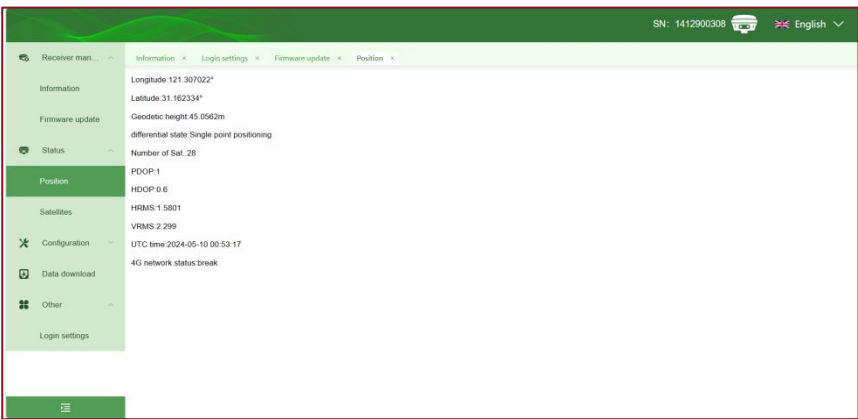 SN: 1412900308 English
Receiver man...
Information
Firmware update
Status
Position
Satellites
Configuration
Data download
Other
Login settings
Information × Login settings × Firmware update × Position ×
Longitude:121.307022°
Latitude:31.162334°
Geodetic height:45.0562m
differential state:Single point positioning
Number of Sat.:28
PDOP:1
HDOP:0.6
HRMS:1.5801
VRMS:2.299
UTC time:2024-05-10 00:53:17
4G network status:break